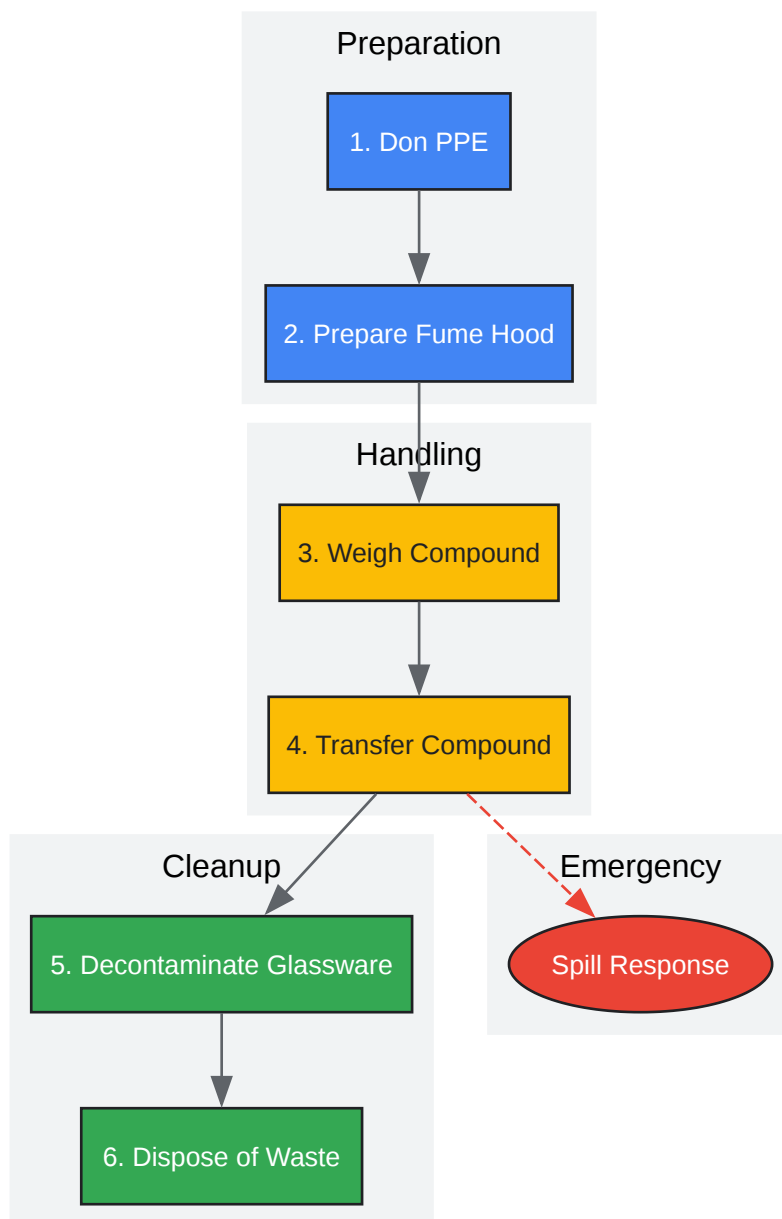 Preparation
1. Don PPE
2. Prepare Fume Hood
Handling
3. Weigh Compound
4. Transfer Compound
Cleanup
5. Decontaminate Glassware
6. Dispose of Waste
Emergency
Spill Response